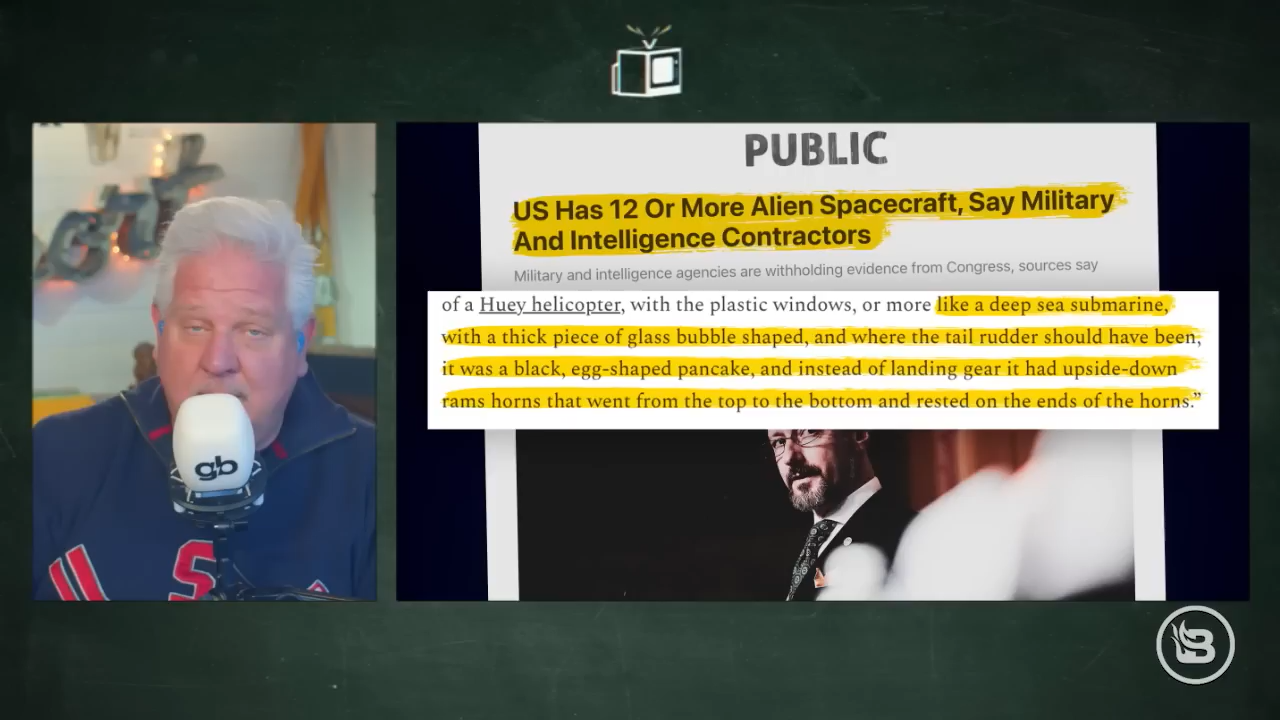 PUBLIC
US Has 12 Or More Alien Spacecraft, Say Military
And Intelligence Contractors
Military and intelligence agencies are withholding evidence from Congress, sources say
of a Huey helicopter, with the plastic windows, or more like a deep sea submarine,
with a thick piece of glass bubble shaped, and where the tail rudder should have been,
it was a black, egg-shaped pancake, and instead of landing gear it had upside-down
rams horns that went from the top to the bottom and rested on the ends of the horns.”
gb
S
B